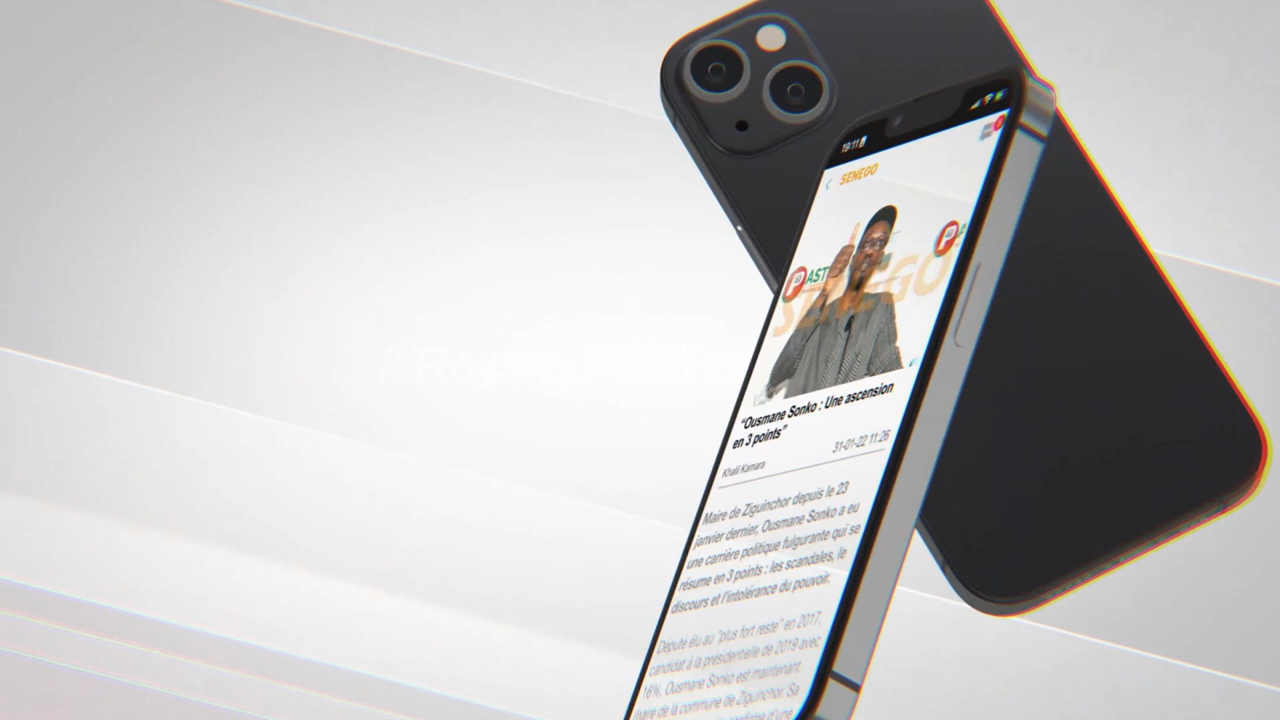 19:11
SENEGO
PAST
SENEGO
“Ousmane Sonko : Une ascension
en 3 points”
31-01-22 11:26
Khalil Kamara
Maire de Ziguinchor depuis le 23
janvier dernier, Ousmane Sonko a eu
une carrière politique fulgurante qui se
résume en 3 points : les scandales, le
discours et l'intolérance du pouvoir.
Député élu au "plus fort reste" en 2017,
candidat à la présidentielle de 2019 avec
16%, Ousmane Sonko est maintenant
maire de la commune de Ziguinchor. Sa